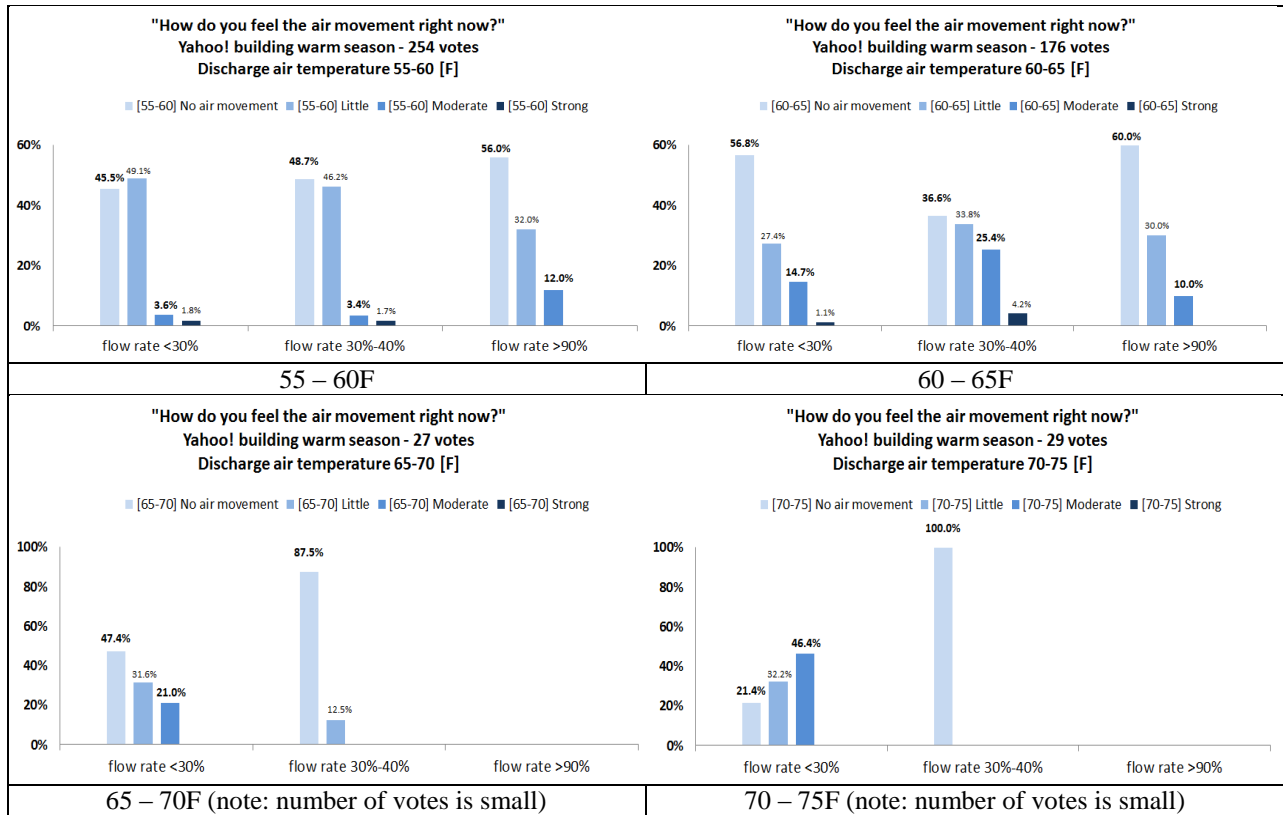 "How do you feel the air movement right now?"
Yahoo! building warm season - 254 votes
Discharge air temperature 55-60 [F]
[55-60] No air movement [55-60] Little [55-60] Moderate [55-60] Strong
60%
40%
20%
0%
45.5% 49.1% 3.6% 1.8%
48.7% 46.2% 3.4% 1.7%
56.0% 32.0% 12.0%
flow rate <30% flow rate 30%-40% flow rate >90%
55 – 60F
"How do you feel the air movement right now?"
Yahoo! building warm season - 176 votes
Discharge air temperature 60-65 [F]
[60-65] No air movement [60-65] Little [60-65] Moderate [60-65] Strong
60%
40%
20%
0%
56.8% 27.4% 14.7% 1.1%
36.6% 33.8% 25.4% 4.2%
60.0% 30.0% 10.0%
flow rate <30% flow rate 30%-40% flow rate >90%
60 – 65F
"How do you feel the air movement right now?"
Yahoo! building warm season - 27 votes
Discharge air temperature 65-70 [F]
[65-70] No air movement [65-70] Little [65-70] Moderate [65-70] Strong
100%
80%
60%
40%
20%
0%
47.4% 31.6% 21.0%
87.5% 12.5%
flow rate <30% flow rate 30%-40% flow rate >90%
65 – 70F (note: number of votes is small)
"How do you feel the air movement right now?"
Yahoo! building warm season - 29 votes
Discharge air temperature 70-75 [F]
[70-75] No air movement [70-75] Little [70-75] Moderate [70-75] Strong
100%
80%
60%
40%
20%
0%
21.4% 32.2% 46.4%
100.0%
flow rate <30% flow rate 30%-40% flow rate >90%
70 – 75F (note: number of votes is small)